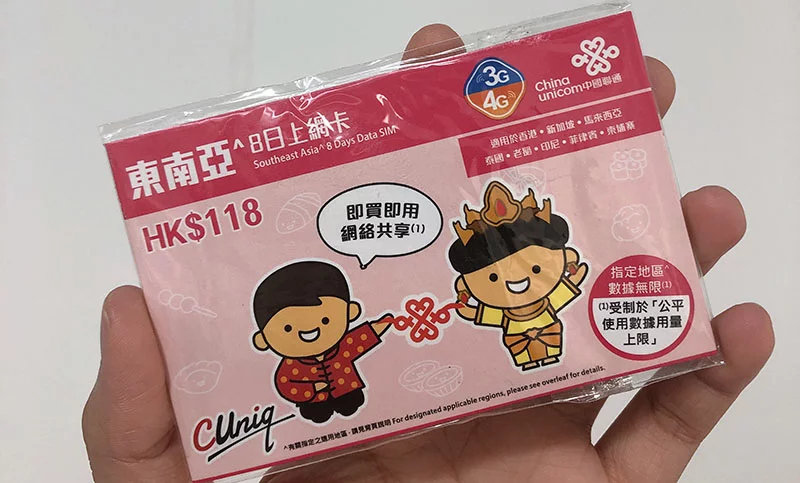 3G
4G
China
unicom中國聯通
東南亞^ 8日上網卡
Southeast Asia^ 8 Days Data SIM
適用於香港•新加坡•馬來西亞
泰國•老撾•印尼•菲律賓•柬埔寨
HK$118
即買即用
網絡共享(1)
指定地區^
數據無限(1)
(1)受制於「公平
使用數據用量
上限」
CUniq
^有關指定之適用地區,請見背頁說明 For designated applicable regions, please see overleaf for details.